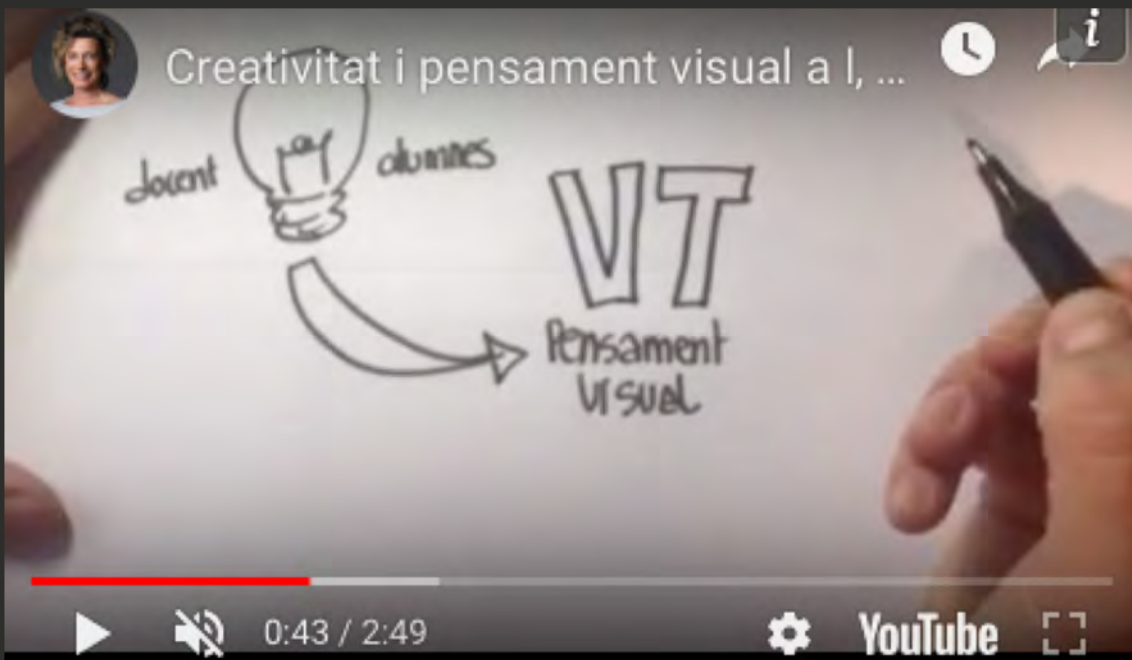 Creativitat i pensament visual a l, ...
i
docent
alumnes
VT
Pensament
visual
0:43 / 2:49
YouTube